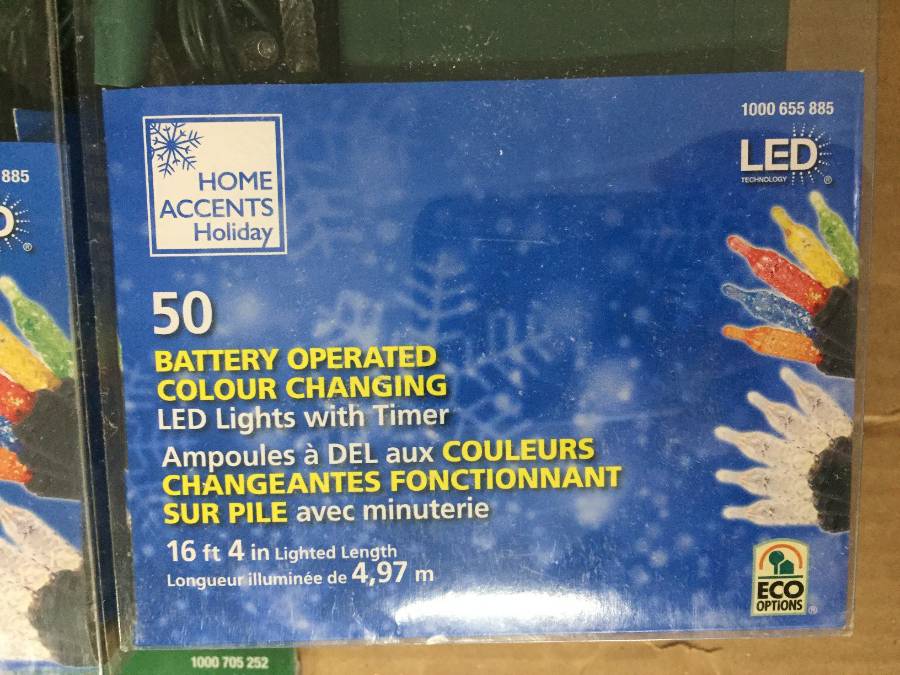 885
D
®
1000 655 885
LED
TECHNOLOGY
®
HOME
ACCENTS
Holiday
50
BATTERY OPERATED
COLOUR CHANGING
LED Lights with Timer
Ampoules à DEL aux COULEURS
CHANGEANTES FONCTIONNANT
SUR PILE avec minuterie
16 ft 4 in Lighted Length
Longueur illuminée de 4,97 m
ECO
OPTIONS
®
1000 705 252